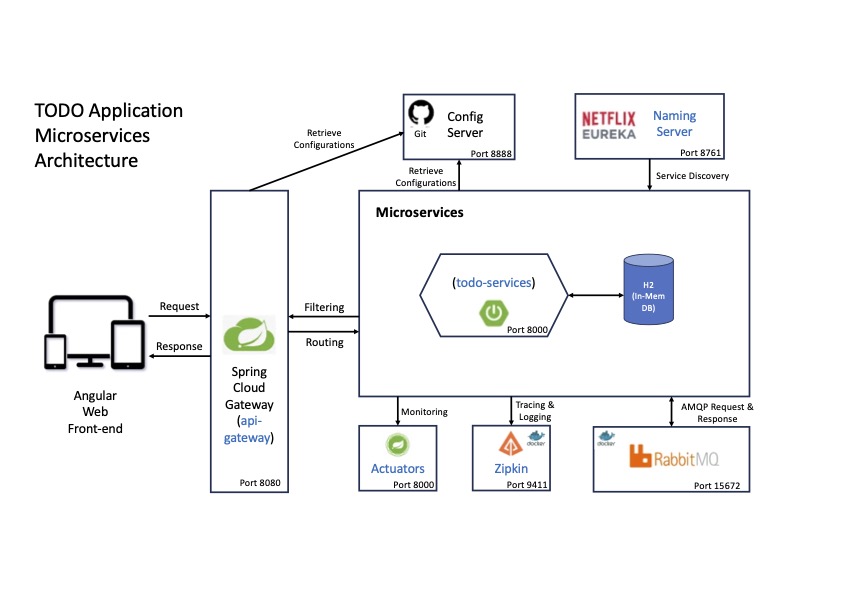 TODO Application
Microservices
Architecture
Retrieve
Configurations
Git
Config
Server
Port 8888
NETFLIX
EUREKA
Naming
Server
Port 8761
Retrieve
Configurations
Service Discovery
Microservices
(todo-services)
Port 8000
H2
(In-Mem
DB)
Request
Response
Filtering
Routing
Angular
Web
Front-end
Spring
Cloud
Gateway
(api-
gateway)
Port 8080
Monitoring
Tracing &
Logging
AMQP Request &
Response
Actuators
Port 8000
docker
Zipkin
Port 9411
docker
RabbitMQ
Port 15672